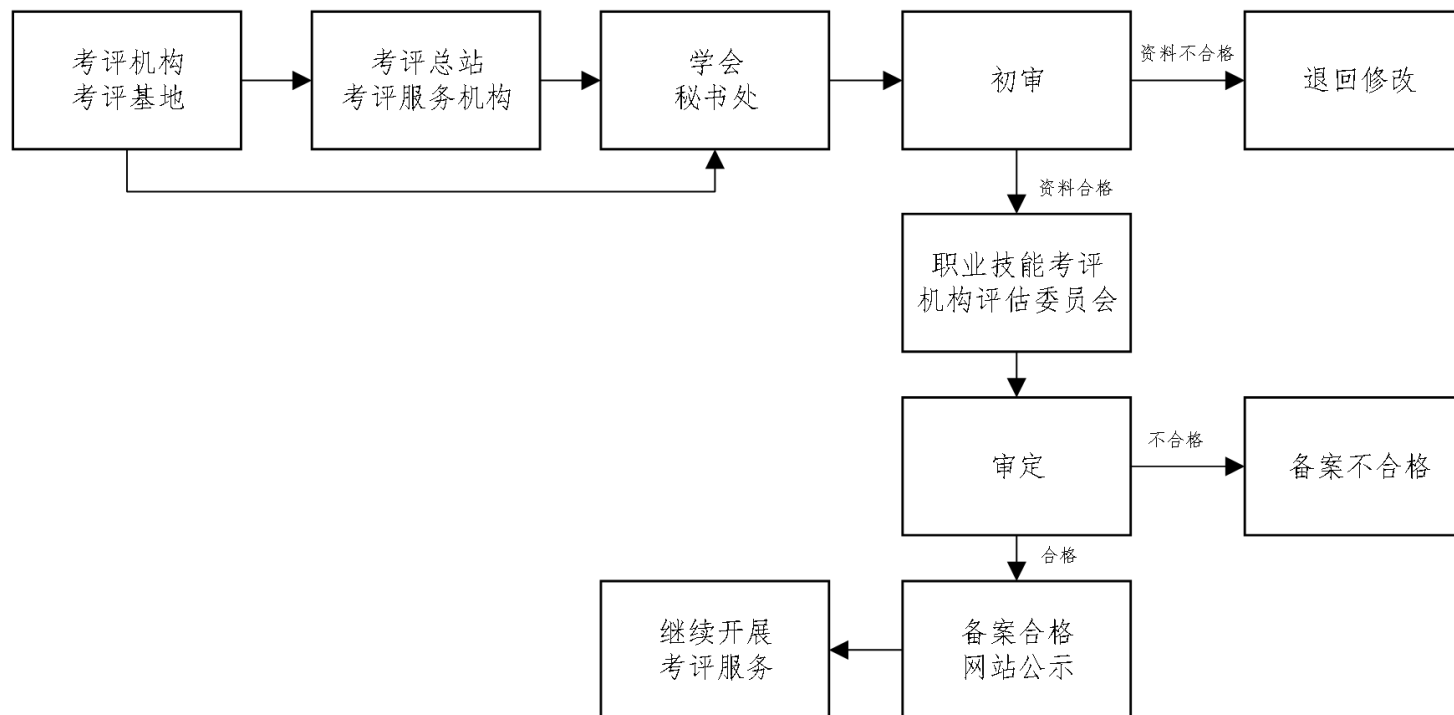 考评机构
考评基地
考评总站
考评服务机构
学会
秘书处
初审
资料不合格
退回修改
资料合格
职业技能考评
机构评估委员会
审定
不合格
备案不合格
合格
继续开展
考评服务
备案合格
网站公示